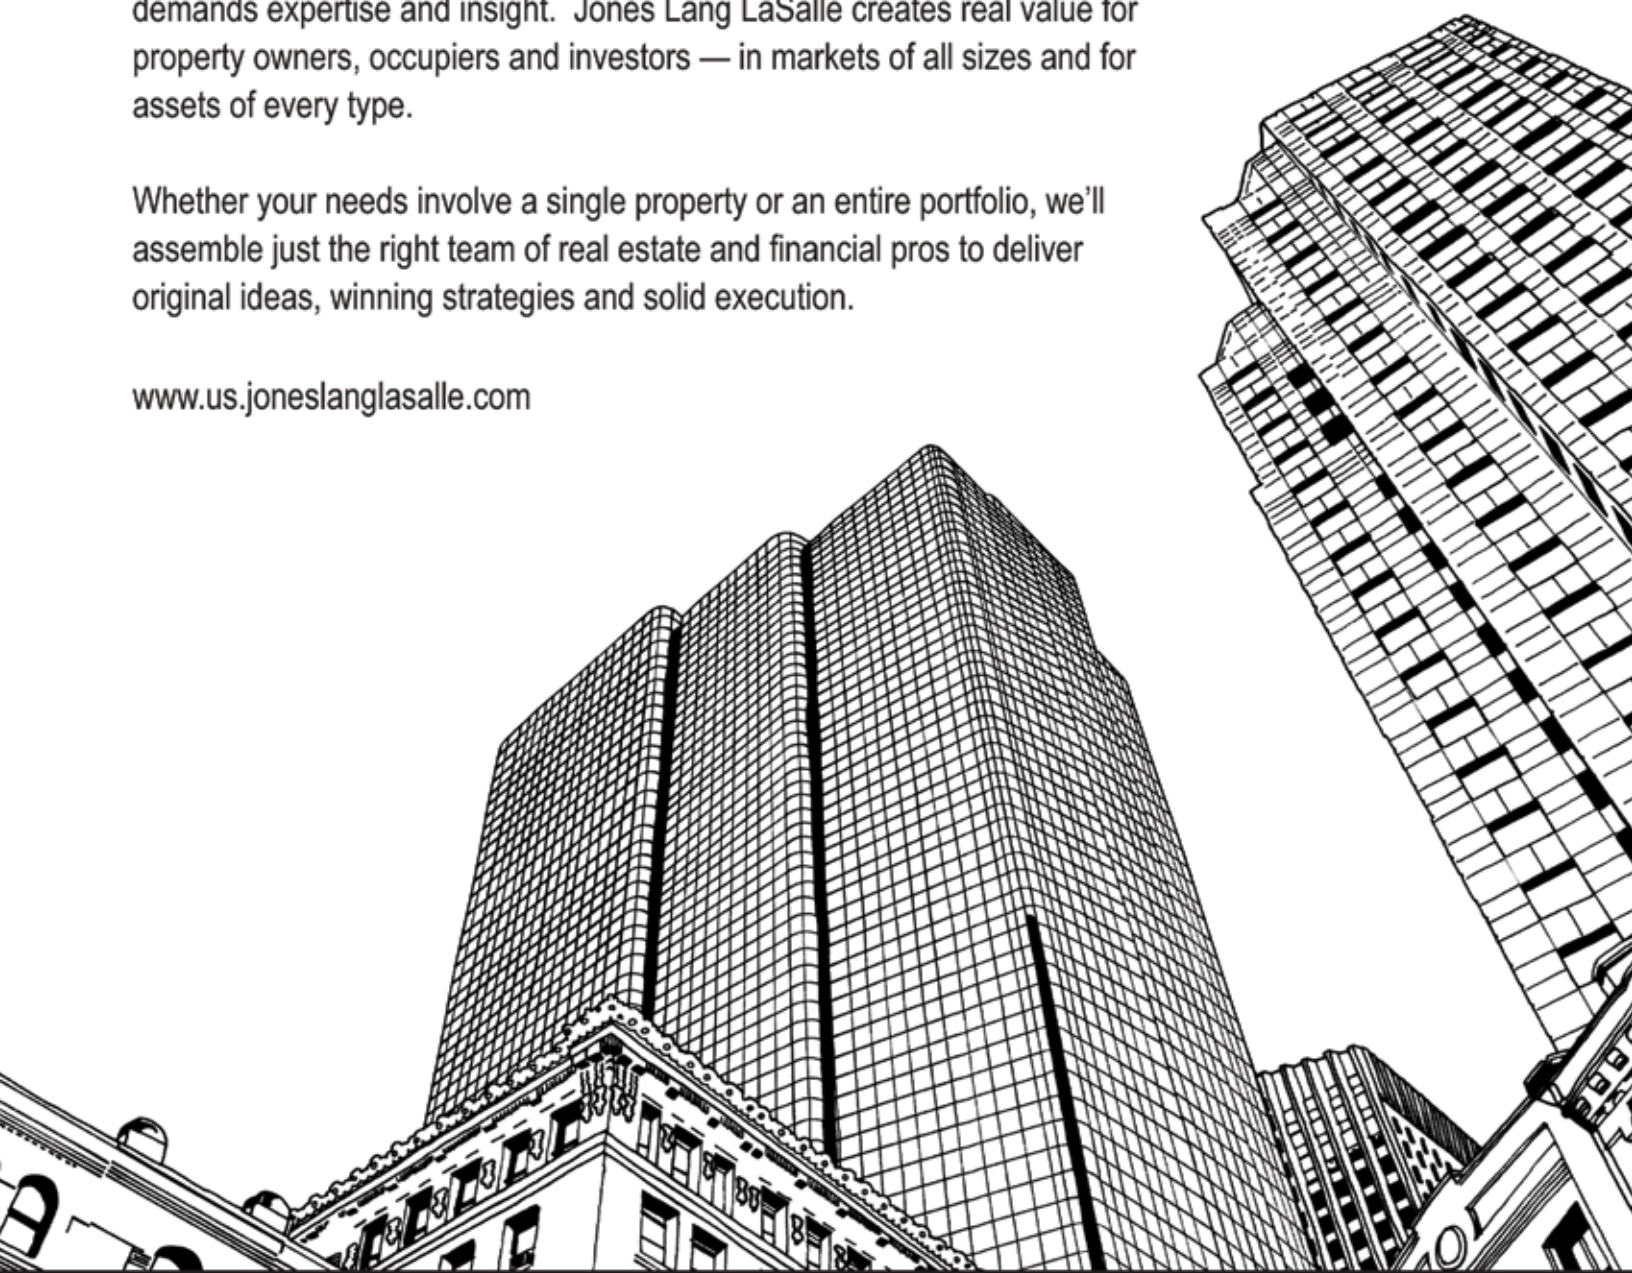 demands expertise and insight.  Jones Lang LaSalle creates real value for
property owners, occupiers and investors — in markets of all sizes and for
assets of every type.
Whether your needs involve a single property or an entire portfolio, we’ll
assemble just the right team of real estate and financial pros to deliver
original ideas, winning strategies and solid execution.
www.us.joneslanglasalle.com